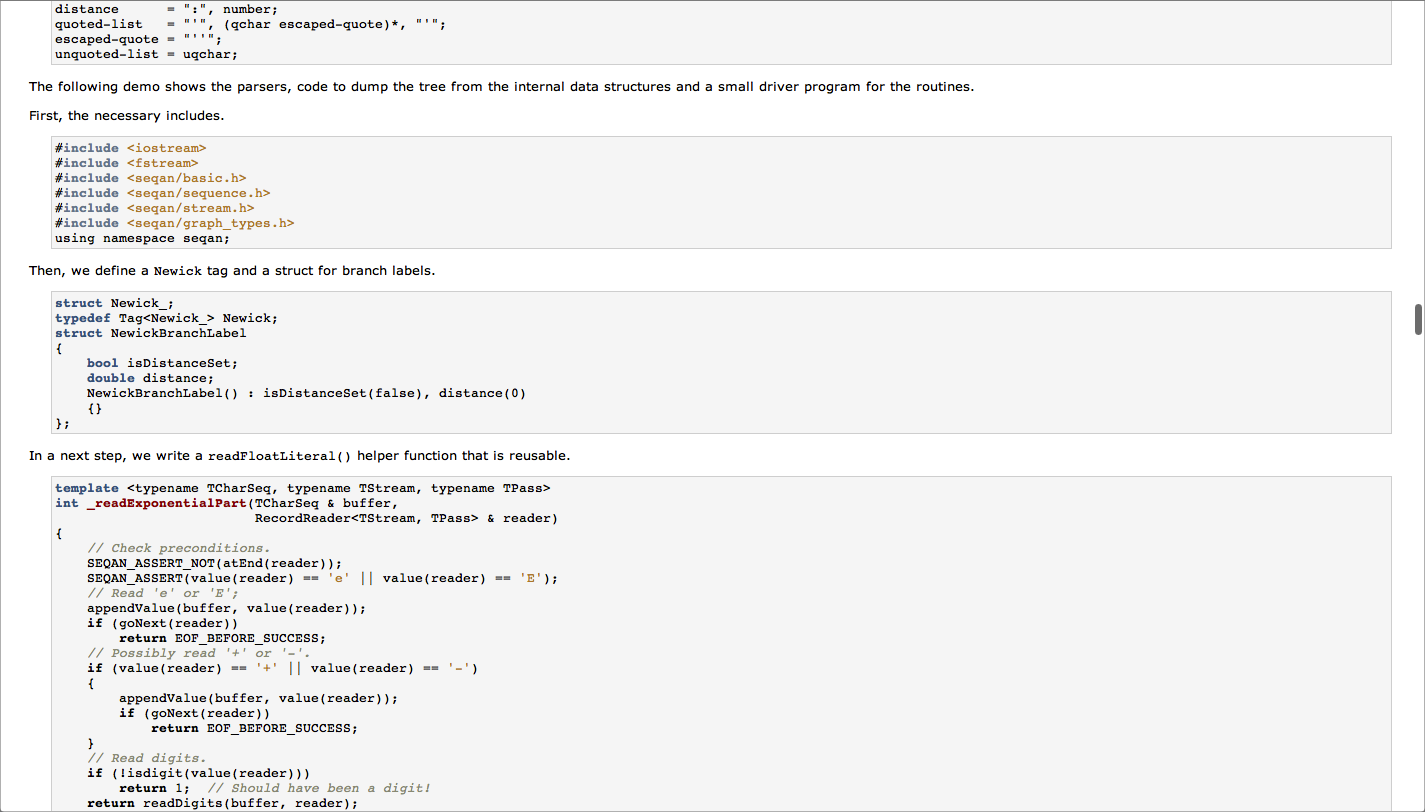 distance      = ":", number;
quoted-list   = "'", (qchar escaped-quote)*, "'";
escaped-quote = "''";
unquoted-list = uqchar;
The following demo shows the parsers, code to dump the tree from the internal data structures and a small driver program for the routines.
First, the necessary includes.
#include <iostream>
#include <fstream>
#include <seqan/basic.h>
#include <seqan/sequence.h>
#include <seqan/stream.h>
#include <seqan/graph_types.h>
using namespace seqan;
Then, we define a Newick tag and a struct for branch labels.
struct Newick_;
typedef Tag<Newick_> Newick;
struct NewickBranchLabel
{
    bool isDistanceSet;
    double distance;
    NewickBranchLabel() : isDistanceSet(false), distance(0)
    {}
};
In a next step, we write a readFloatLiteral() helper function that is reusable.
template <typename TCharSeq, typename TStream, typename TPass>
int _readExponentialPart(TCharSeq & buffer,
                         RecordReader<TStream, TPass> & reader)
{
    // Check preconditions.
    SEQAN_ASSERT_NOT(atEnd(reader));
    SEQAN_ASSERT(value(reader) == 'e' || value(reader) == 'E');
    // Read 'e' or 'E';
    appendValue(buffer, value(reader));
    if (goNext(reader))
        return EOF_BEFORE_SUCCESS;
    // Possibly read '+' or '-'.
    if (value(reader) == '+' || value(reader) == '-')
    {
        appendValue(buffer, value(reader));
        if (goNext(reader))
            return EOF_BEFORE_SUCCESS;
    }
    // Read digits.
    if (!isdigit(value(reader)))
        return 1;  // Should have been a digit!
    return readDigits(buffer, reader);